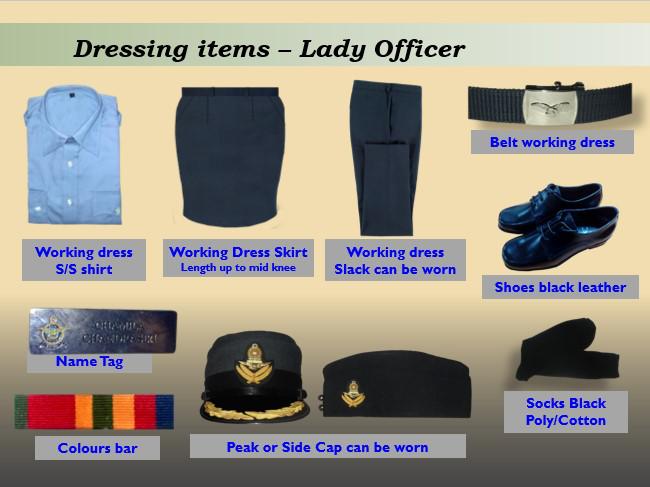 Dressing items – Lady Officer
Belt working dress
Working dress
S/S shirt
Working Dress Skirt
Length up to mid knee
Working dress
Slack can be worn
Shoes black leather
Name Tag
Socks Black
Poly/Cotton
Colours bar
Peak or Side Cap can be worn